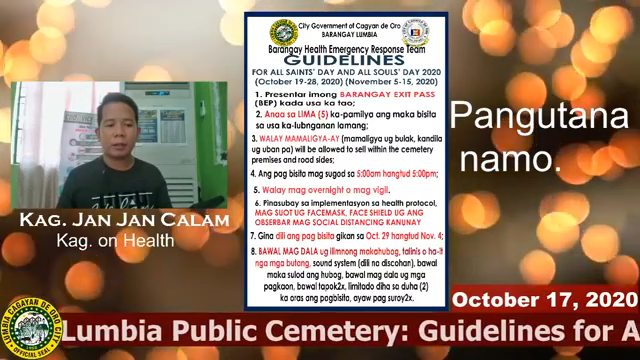 City Government of Cagayan de Oro
BARANGAY LUMBIA
Barangay Health Emergency Response Team
GUIDELINES
FOR ALL SAINTS' DAY AND ALL SOULS' DAY 2020
(October 19-28, 2020) (November 5-15, 2020)
1. Presentar imong BARANGAY EXIT PASS
(BEP) kada usa ka tao;
2. Anaa sa LIMA (5) ka-pamilya ang maka bisita
sa usa ka-lubnganan lamang;
3. WALAY MAMALIGYA-AY (mamaligya ug bulak, kandila
ug uban pa) will be allowed to sell within the cemetery
premises and road sides;
4. Ang pag bisita mag sugod sa 5:00am hangtud 5:00pm;
5. Walay mag overnight o mag vigil.
6. Pinasubay sa implementasyon sa health protocol,
MAG SUOT UG FACEMASK, FACE SHIELD UG ANG
OBSERBAR MAG SOCIAL DISTANCING KANUNAY
7. Gina dili ang pag bisita gikan sa Oct. 29 hangtud Nov. 4;
8. BAWAL MAG DALA ug ilimnong makahubog, talinis o ha-it
nga mga butang, sound system (dili na discohan), bawal
maka sulod ang hubog, bawal mag dala ug mga
pagkaon, bawai tapok2x, limitado diha sa duha (2)
ka oras ang pagbisito, ayaw pag suroy2x.
Pangutana
namo.
KAG. JAN JAN CALAM
Kag. on Health
October 17, 2020
LUMBIA CAGAYAN DE ORO CITY
OFFICIAL SEAL
Lumbia Public Cemetery: Guidelines for A